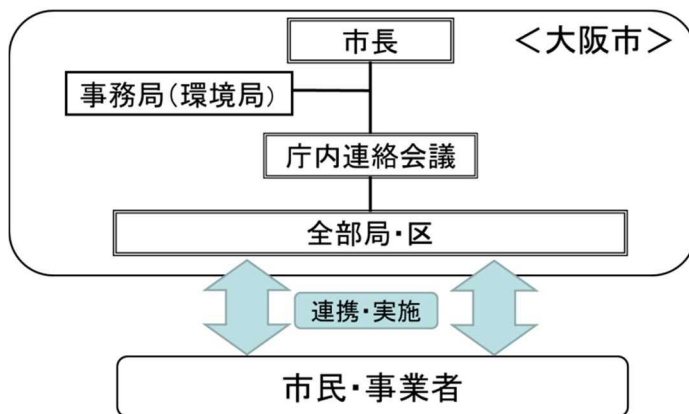 市長
＜大阪市＞
事務局（環境局）
庁内連絡会議
全部局・区
連携・実施
市民・事業者